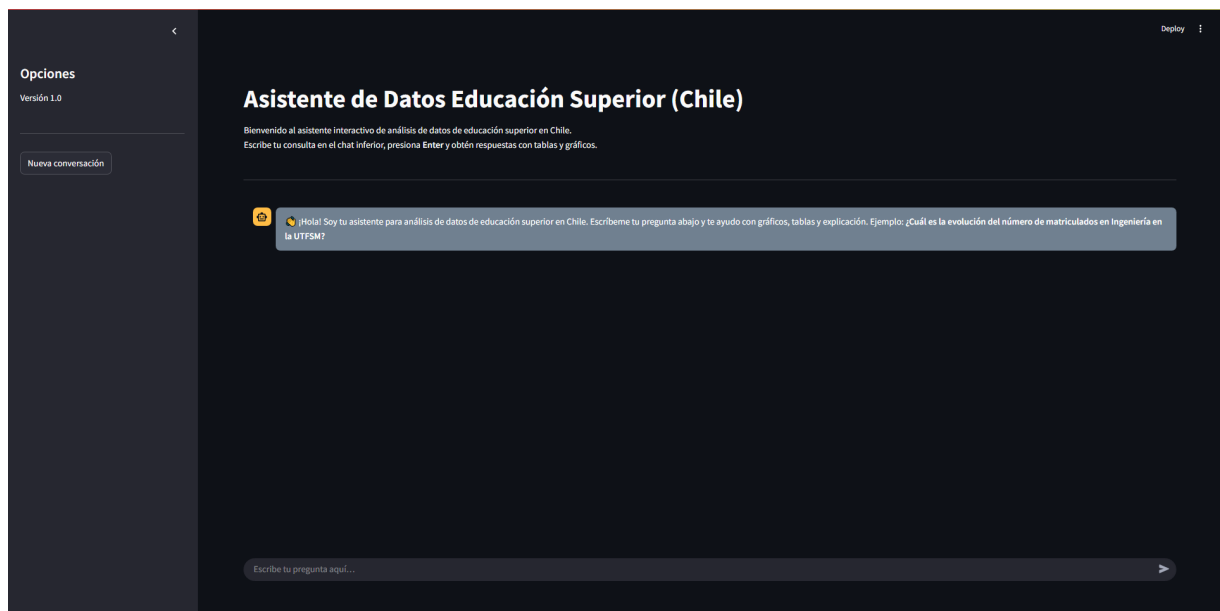 Deploy
Opciones
Versión 1.0
Nueva conversación
Asistente de Datos Educación Superior (Chile)
Bienvenido al asistente interactivo de análisis de datos de educación superior en Chile.
Escribe tu consulta en el chat inferior, presiona Enter y obtén respuestas con tablas y gráficos.
¡Hola! Soy tu asistente para análisis de datos de educación superior en Chile. Escríbeme tu pregunta abajo y te ayudo con gráficos, tablas y explicación. Ejemplo: ¿Cuál es la evolución del número de matriculados en Ingeniería en
la UTFSM?
Escribe tu pregunta aquí...